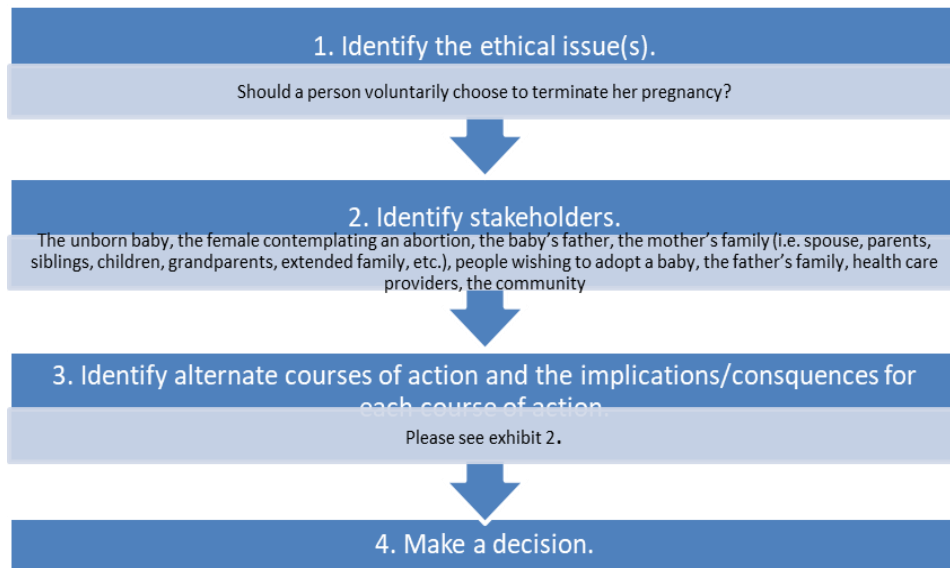 1. Identify the ethical issue(s).
Should a person voluntarily choose to terminate her pregnancy?
2. Identify stakeholders.
The unborn baby, the female contemplating an abortion, the baby’s father, the mother’s family (i.e. spouse, parents,
siblings, children, grandparents, extended family, etc.), people wishing to adopt a baby, the father’s family, health care
providers, the community
3. Identify alternate courses of action and the implications/consquences for
each course of action.
Please see exhibit 2.
4. Make a decision.